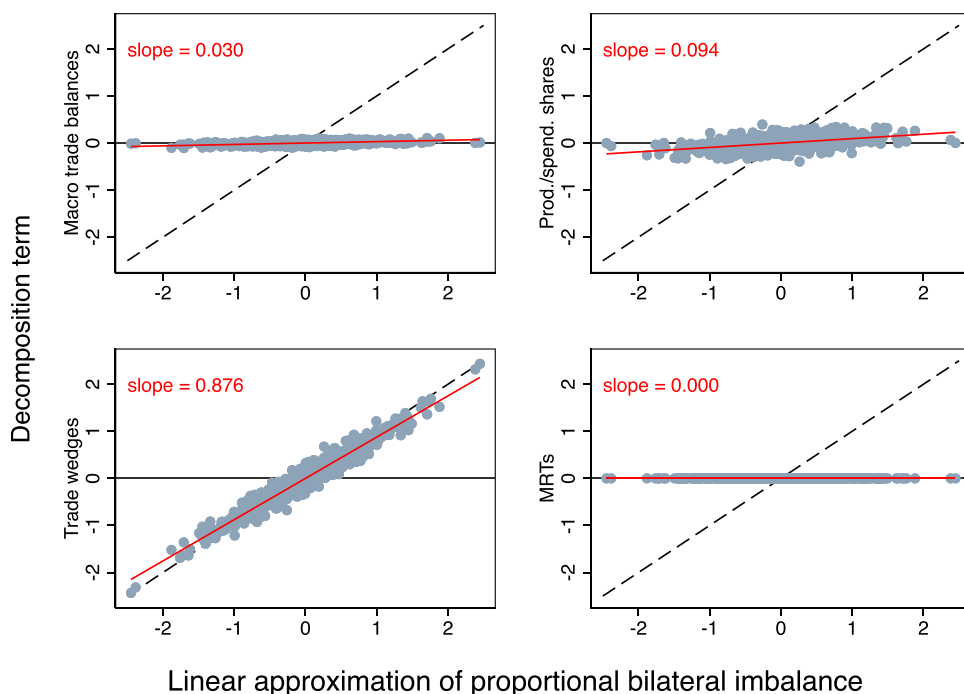 Decomposition term
Macro trade balances
slope = 0.030
2
1
0
-1
-2
-2 -1 0 1 2
Prod./spend. shares
slope = 0.094
2
1
0
-1
-2
-2 -1 0 1 2
Trade wedges
slope = 0.876
2
1
0
-1
-2
-2 -1 0 1 2
MRTs
slope = 0.000
2
1
0
-1
-2
-2 -1 0 1 2
Linear approximation of proportional bilateral imbalance